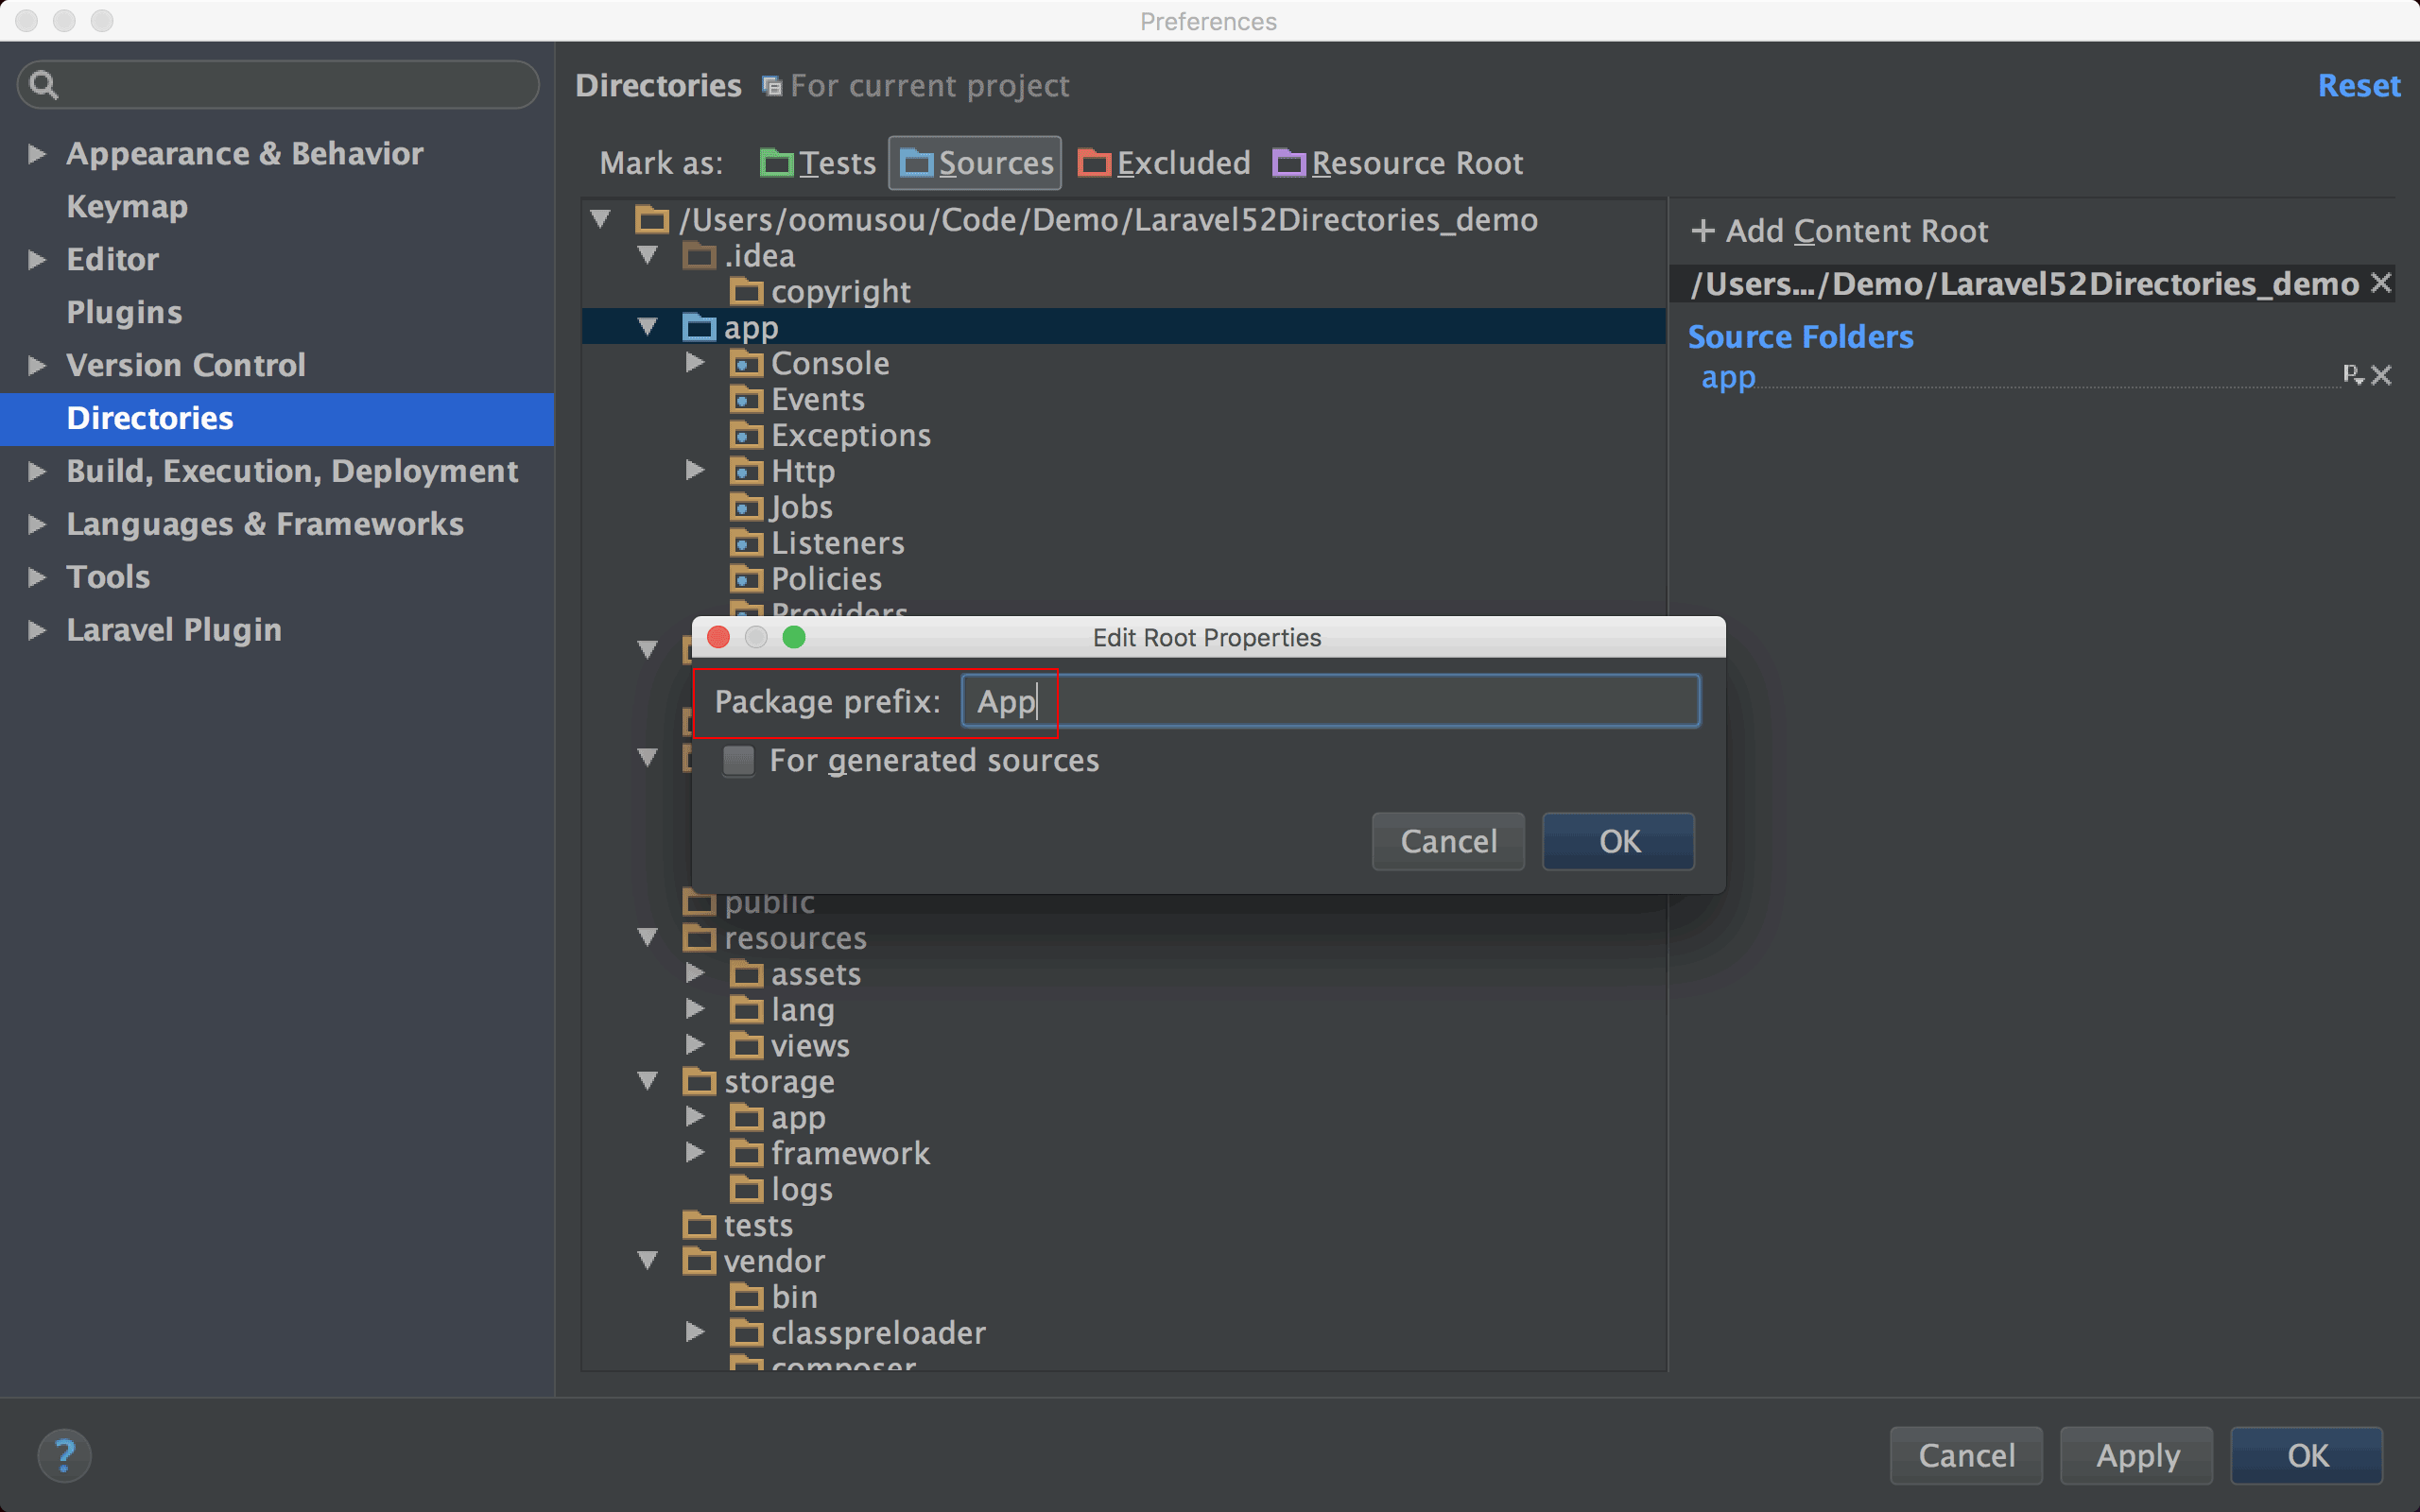 Preferences
Appearance & Behavior
Keymap
Editor
Plugins
Version Control
Directories
Build, Execution, Deployment
Languages & Frameworks
Tools
Laravel Plugin
Directories For current project
Reset
Mark as: Tests Sources Excluded Resource Root
/Users/oomusou/Code/Demo/Laravel52Directories_demo
.idea
copyright
app
Console
Events
Exceptions
Http
Jobs
Listeners
Policies
Providers
Edit Root Properties
Package prefix: App
For generated sources
Cancel OK
public
resources
assets
lang
views
storage
app
framework
logs
tests
vendor
bin
classpreloader
composer
+ Add Content Root
/Users.../Demo/Laravel52Directories_demo
Source Folders
app P
?
Cancel Apply OK